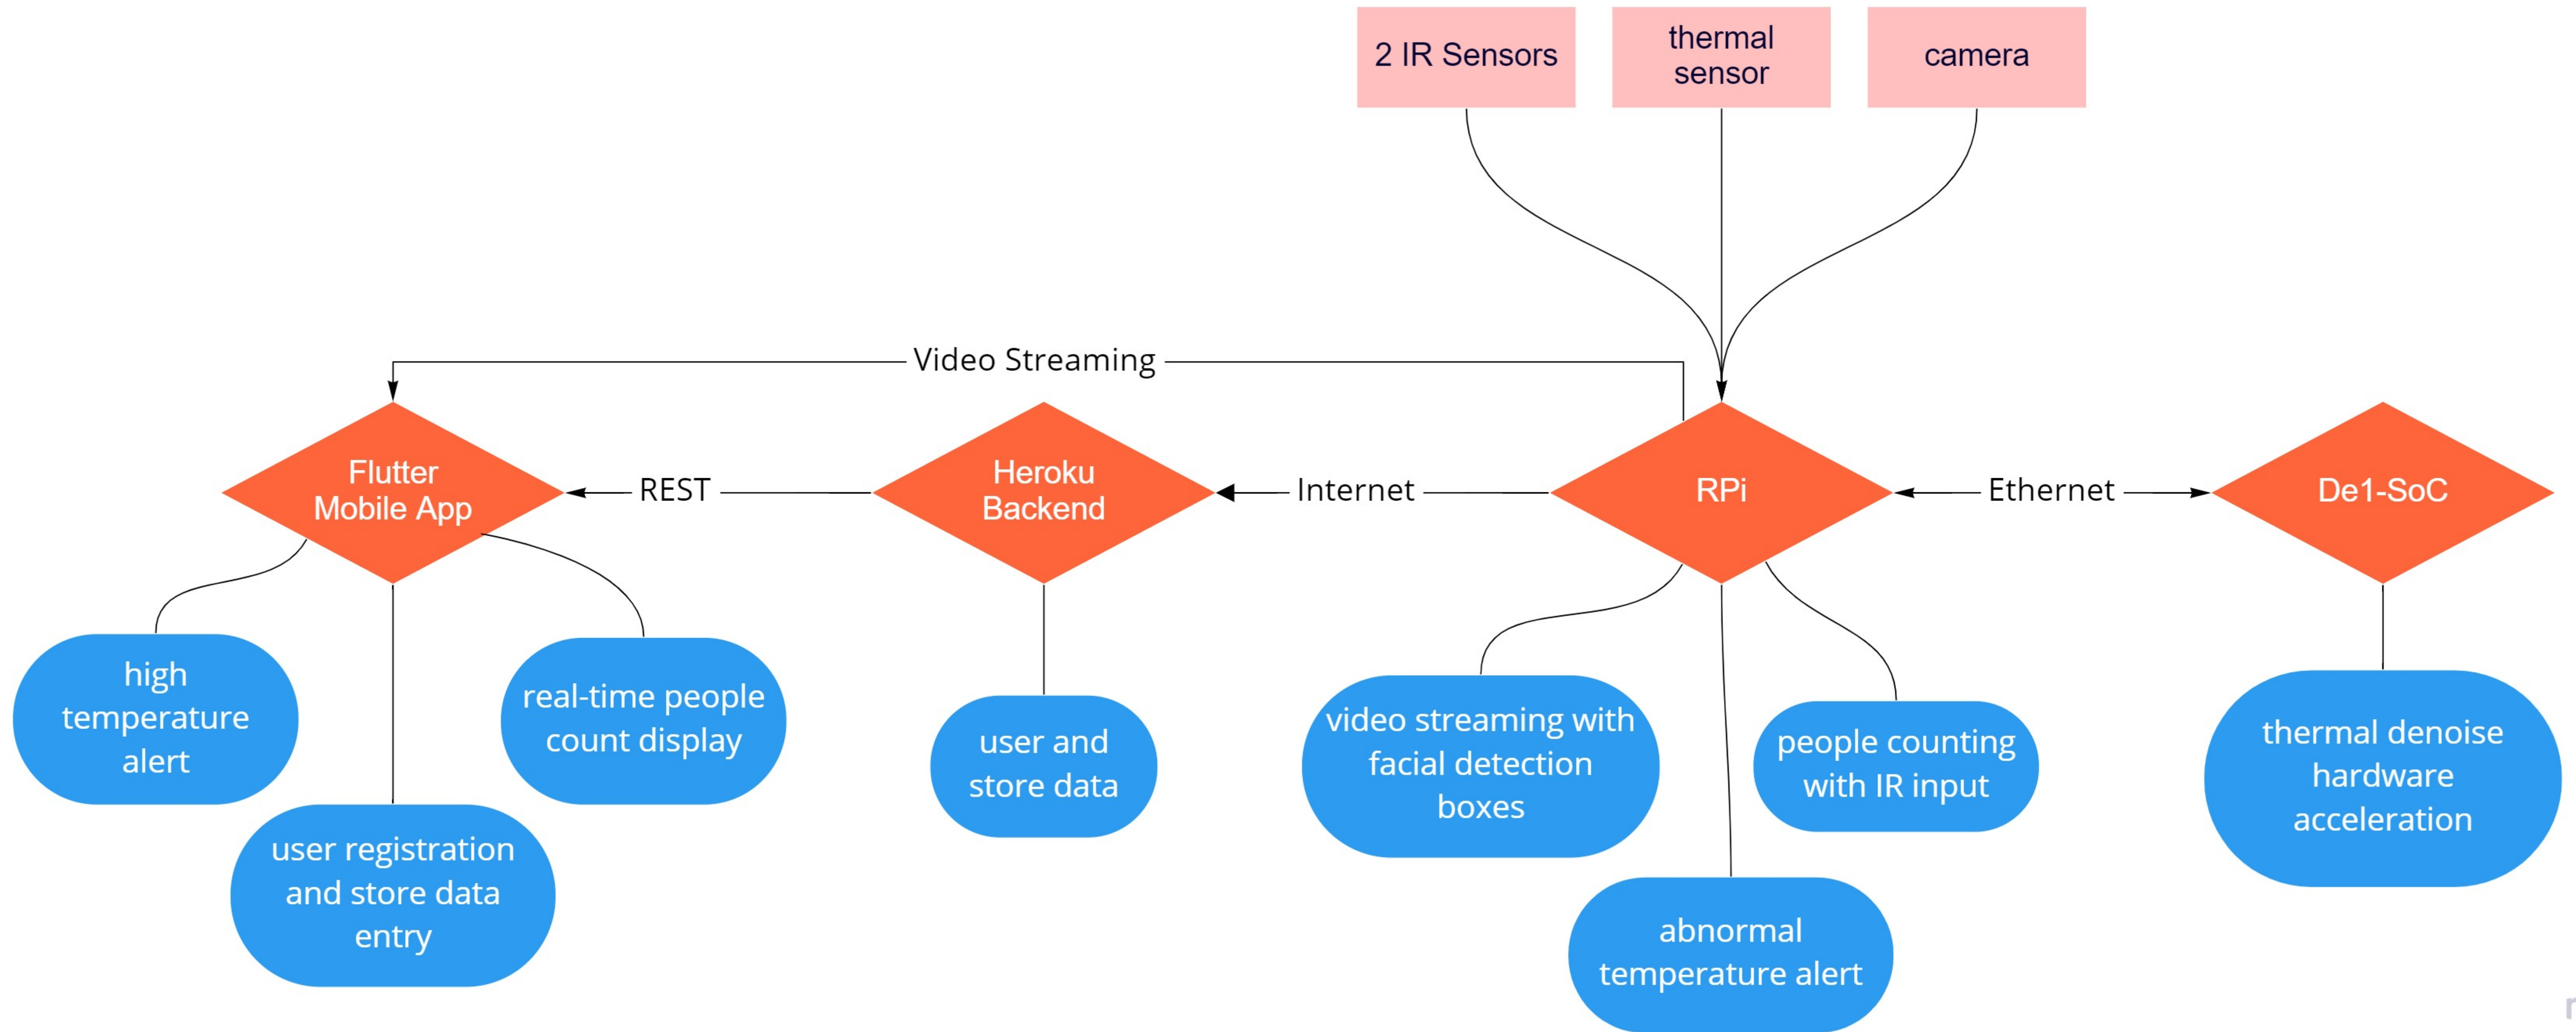 2 IR Sensors
thermal
sensor
camera
Video Streaming
Flutter
Mobile App
REST
Heroku
Backend
Internet
RPi
Ethernet
De1-SoC
high
temperature
alert
real-time people
count display
user registration
and store data
entry
user and
store data
video streaming with
facial detection
boxes
people counting
with IR input
abnormal
temperature alert
thermal denoise
hardware
acceleration